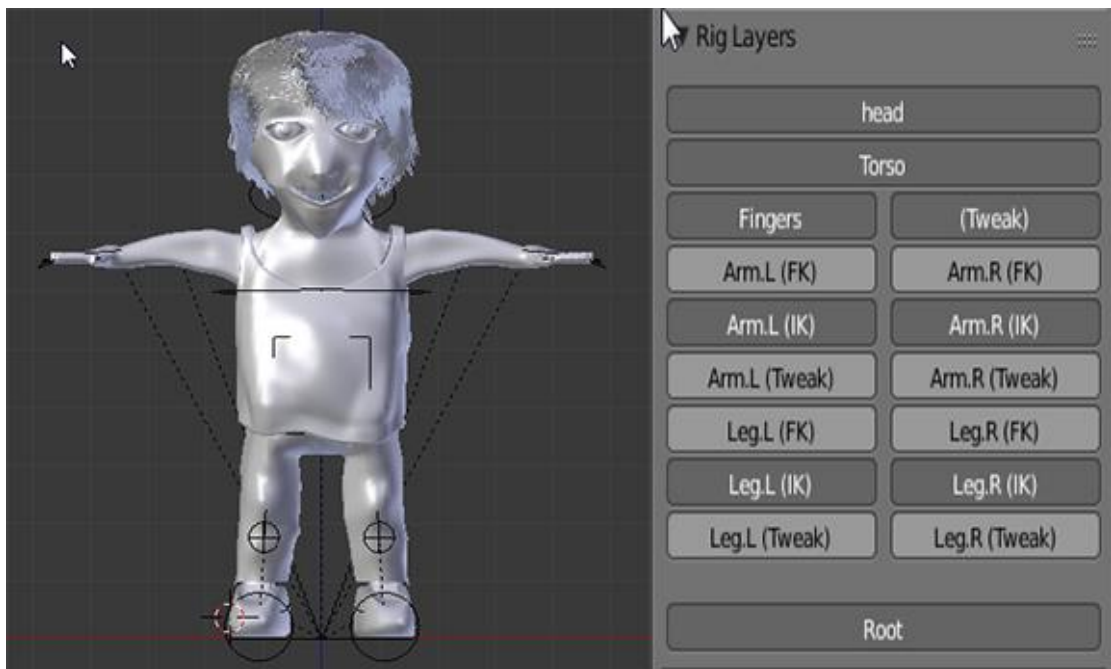 Rig Layers
head
Torso
Fingers (Tweak)
Arm.L (FK) Arm.R (FK)
Arm.L (IK) Arm.R (IK)
Arm.L (Tweak) Arm.R (Tweak)
Leg.L (FK) Leg.R (FK)
Leg.L (IK) Leg.R (IK)
Leg.L (Tweak) Leg.R (Tweak)
Root